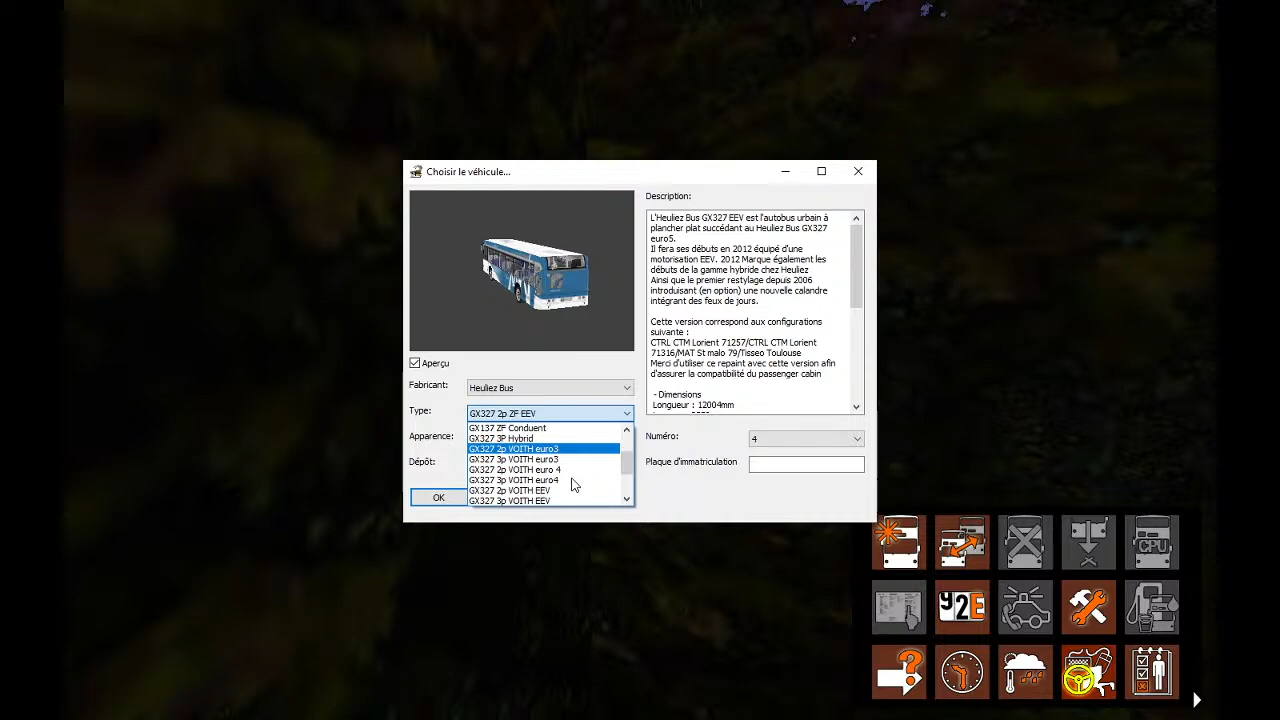 Choisir le véhicule...
Description:
L'Heuliez Bus GX327 EEV est l'autobus urbain à
plancher plat succédant au Heuliez Bus GX327
euro5.
Il fera ses débuts en 2012 équipé d'une
motorisation EEV. 2012 Marque également les
débuts de la gamme hybride chez Heuliez
Ainsi que le premier restylage depuis 2006
introduisant (en option) une nouvelle calandre
intégrant des feux de jours.
Cette version correspond aux configurations
suivante :
CTRL CTM Lorient 71257/CTRL CTM Lorient
71316/MAT St malo 79/Tisseo Toulouse
Merci d'utiliser ce repaint avec cette version afin
d'assurer la compatibilité du passenger cabin
- Dimensions
Longueur : 12004mm
Aperçu
Fabricant:
Heuliez Bus
Type:
GX327 2p ZF EEV
GX137 ZF Conduent
GX327 3P Hybrid
GX327 2p VOITH euro3
GX327 3p VOITH euro3
GX327 2p VOITH euro 4
GX327 3p VOITH euro4
GX327 2p VOITH EEV
GX327 3p VOITH EEV
Apparence:
Dépôt:
OK
Numéro:
4
Plaque d'immatriculation
CPU
92E